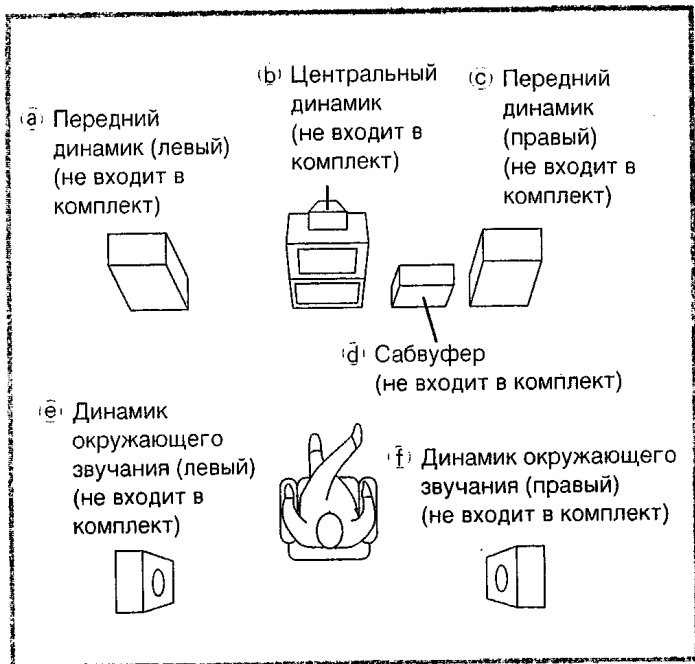 (a) Передний
динамик (левый)
(не входит в
комплект)
(b) Центральный
динамик
(не входит в
комплект)
(c) Передний
динамик
(правый)
(не входит в
комплект)
(d) Сабвуфер
(не входит в комплект)
(e) Динамик
окружающего
звучания (левый)
(не входит в
комплект)
(f) Динамик окружающего
звучания (правый)
(не входит в комплект)